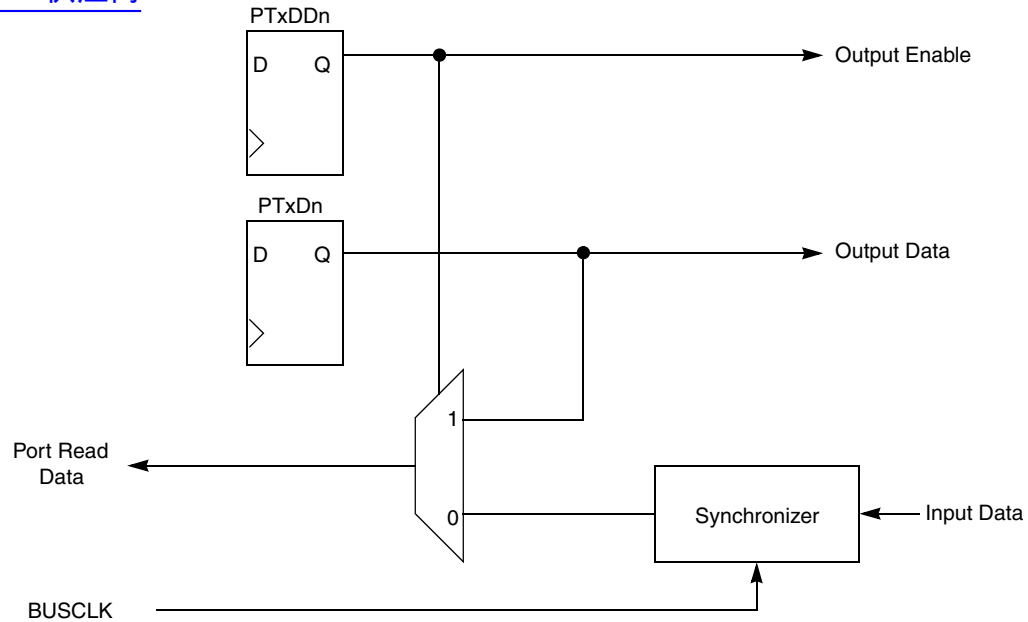 PTxDDn
D Q
Output Enable
PTxDn
D Q
Output Data
1
Port Read
Data
0
Synchronizer
Input Data
BUSCLK